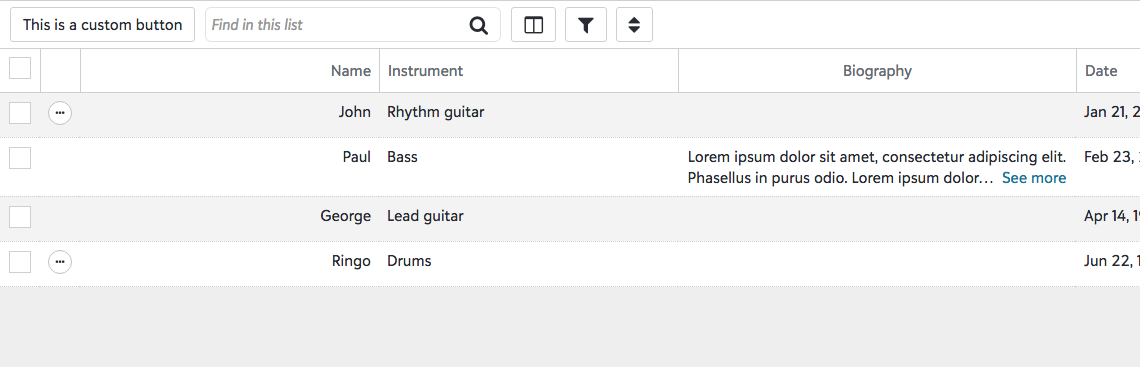 This is a custom button Find in this list
Name Instrument Biography Date
John Rhythm guitar Jan 21, 2
Paul Bass Lorem ipsum dolor sit amet, consectetur adipiscing elit. Feb 23,
Phasellus in purus odio. Lorem ipsum dolor... See more
George Lead guitar Apr 14, 19
Ringo Drums Jun 22, 1